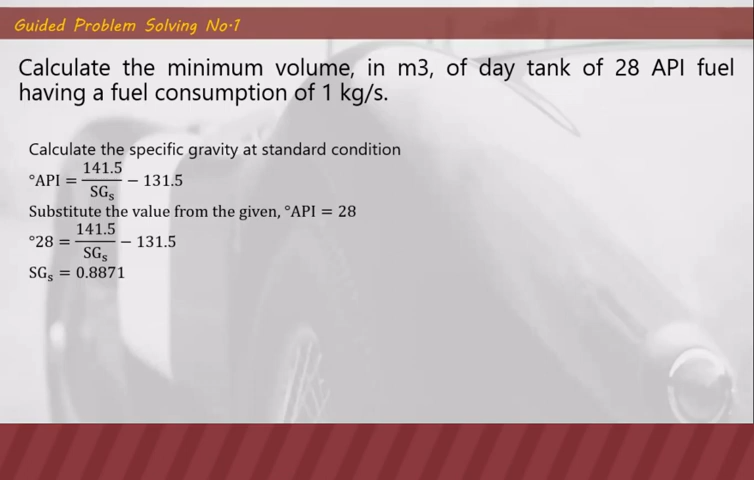 Guided Problem Solving No.1
Calculate the minimum volume, in m3, of day tank of 28 API fuel
having a fuel consumption of 1 kg/s.
Calculate the specific gravity at standard condition
°API = 141.5/SGₛ − 131.5
Substitute the value from the given, °API = 28
°28 = 141.5/SGₛ − 131.5
SGₛ = 0.8871